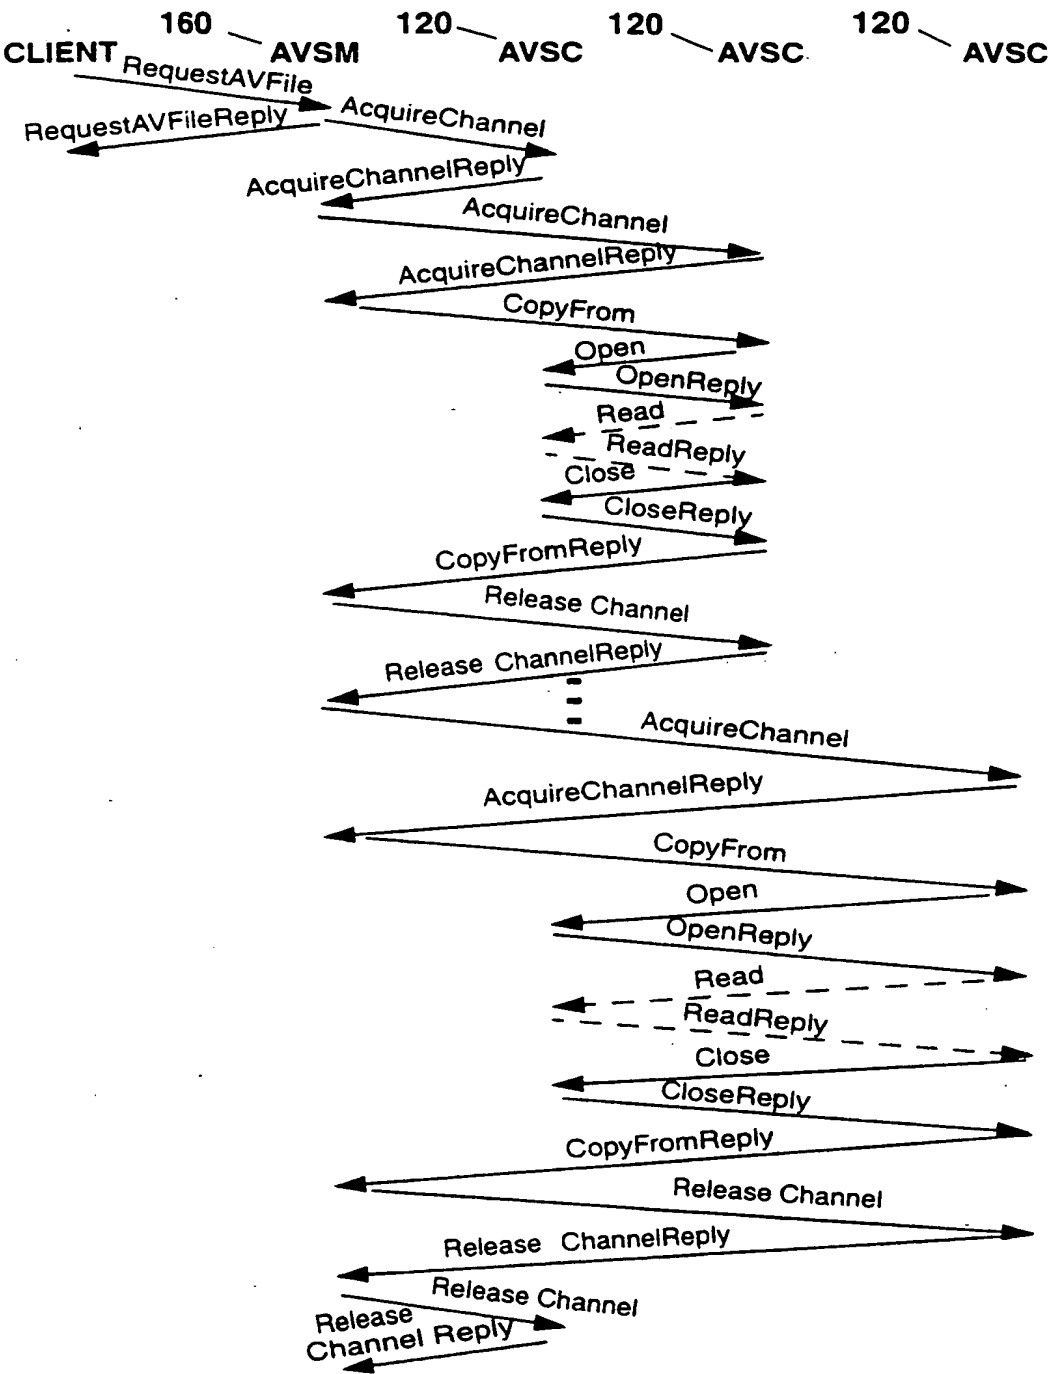 160 120 120 120
CLIENT AVSM AVSC AVSC AVSC
RequestAVFile
RequestAVFileReply
AcquireChannel
AcquireChannelReply
AcquireChannel
AcquireChannelReply
CopyFrom
Open
OpenReply
Read
ReadReply
Close
CloseReply
CopyFromReply
Release Channel
Release ChannelReply
AcquireChannel
AcquireChannelReply
CopyFrom
Open
OpenReply
Read
ReadReply
Close
CloseReply
CopyFromReply
Release Channel
Release ChannelReply
Release Channel
Release
Channel Reply